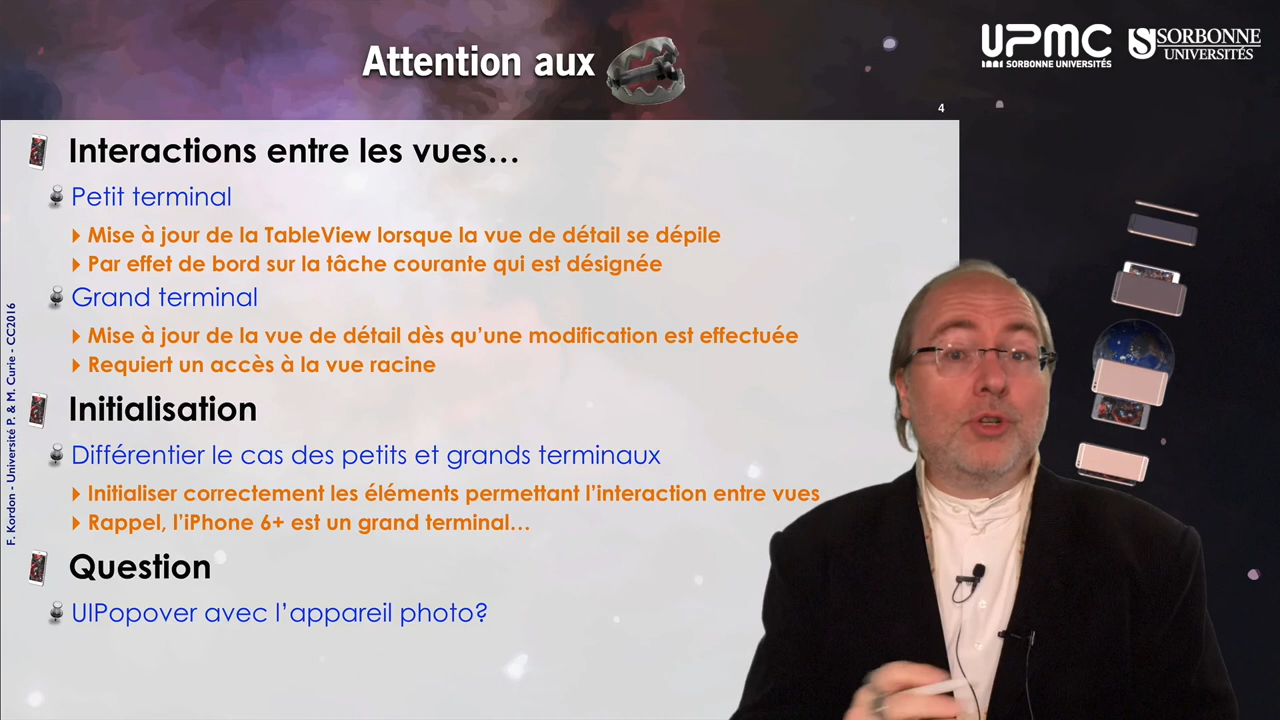 Attention aux
UPMC
SORBONNE UNIVERSITÉS
SORBONNE
UNIVERSITÉS
4
Interactions entre les vues…
Petit terminal
Mise à jour de la TableView lorsque la vue de détail se dépile
Par effet de bord sur la tâche courante qui est désignée
Grand terminal
Mise à jour de la vue de détail dès qu'une modification est effectuée
Requiert un accès à la vue racine
Initialisation
Différentier le cas des petits et grands terminaux
Initialiser correctement les éléments permettant l'interaction entre vues
Rappel, l'iPhone 6+ est un grand terminal…
Question
UIPopover avec l'appareil photo?
F. Kordon - Université P. & M. Curie - CC2016